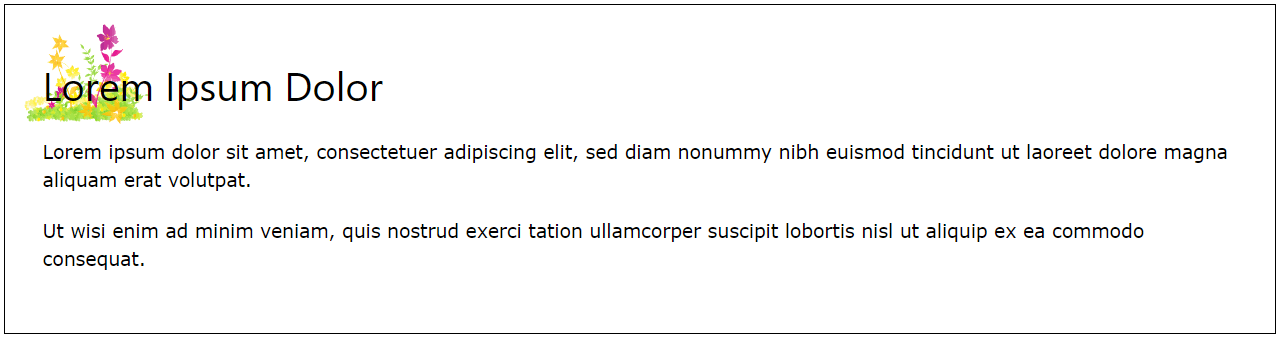 Lorem Ipsum Dolor
Lorem ipsum dolor sit amet, consectetuer adipiscing elit, sed diam nonummy nibh euismod tincidunt ut laoreet dolore magna
aliquam erat volutpat.
Ut wisi enim ad minim veniam, quis nostrud exerci tation ullamcorper suscipit lobortis nisl ut aliquip ex ea commodo
consequat.